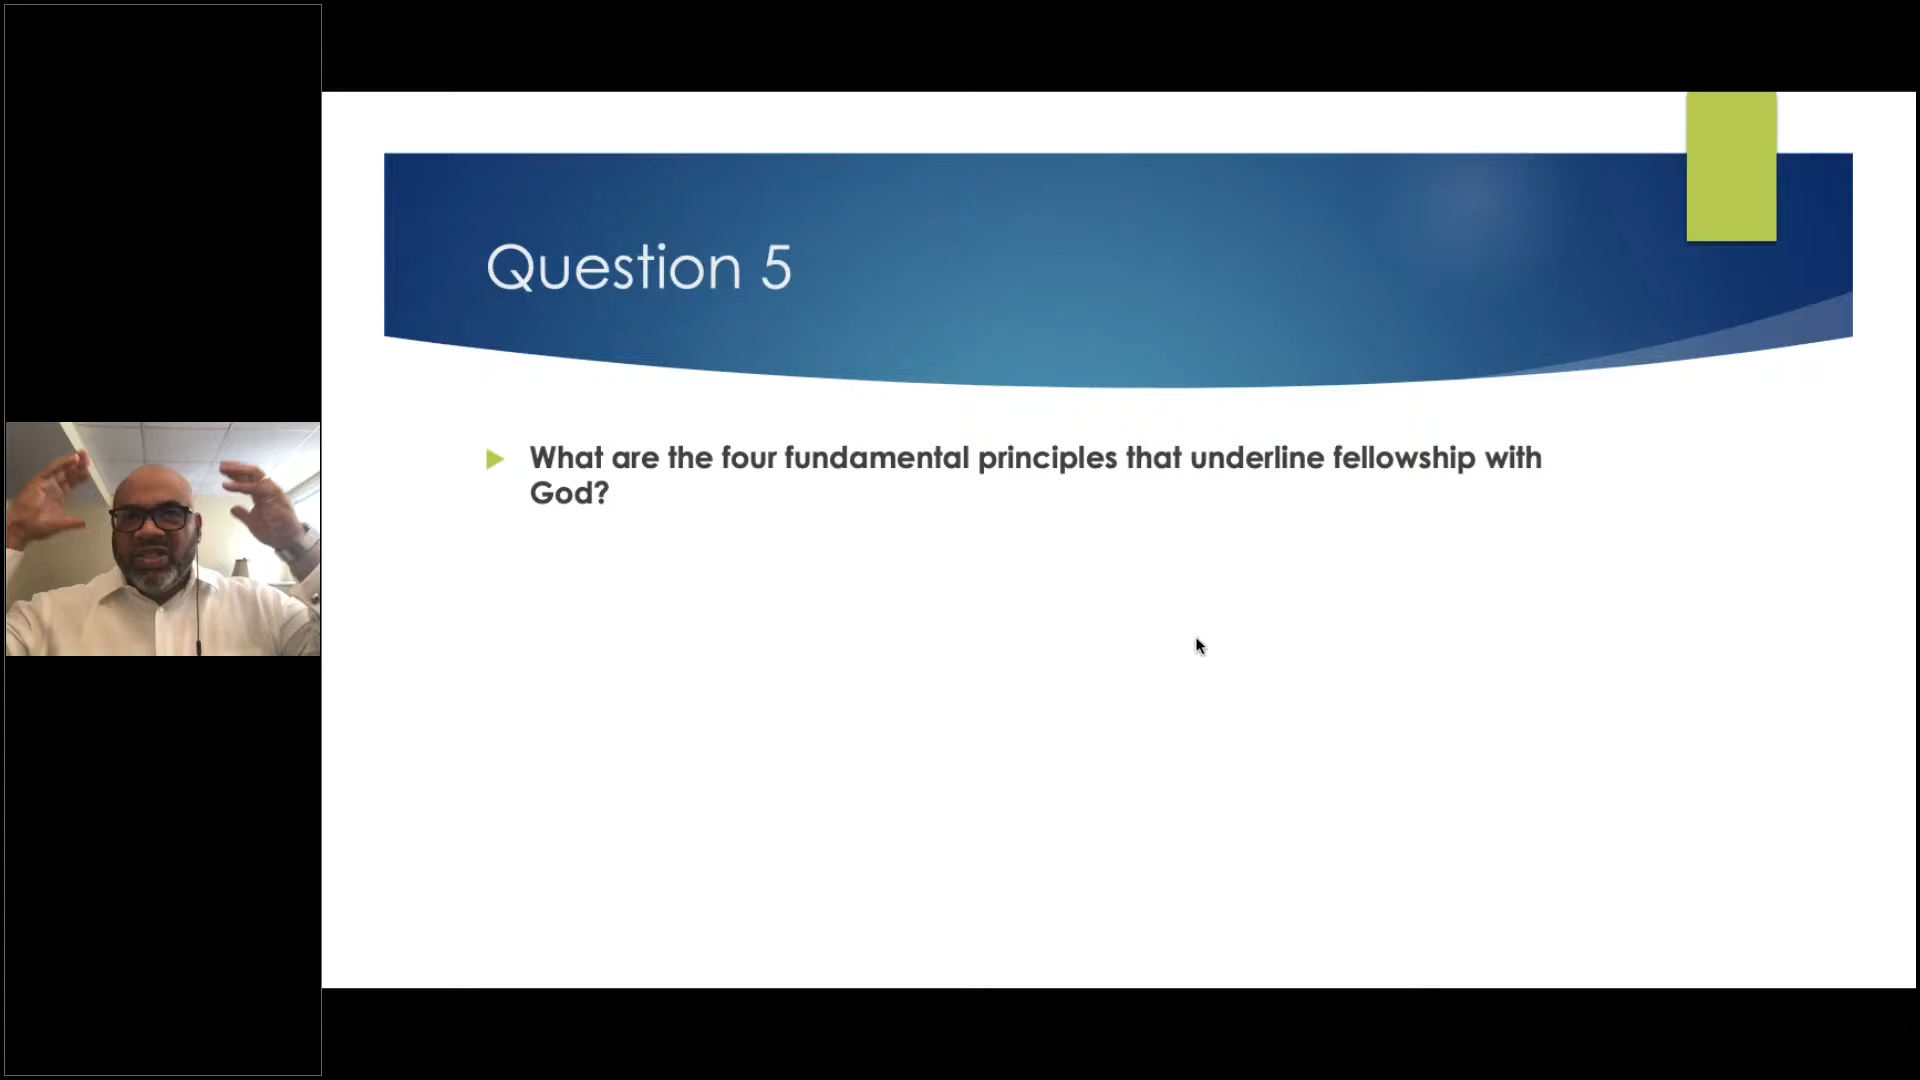 Question 5
What are the four fundamental principles that underline fellowship with
God?